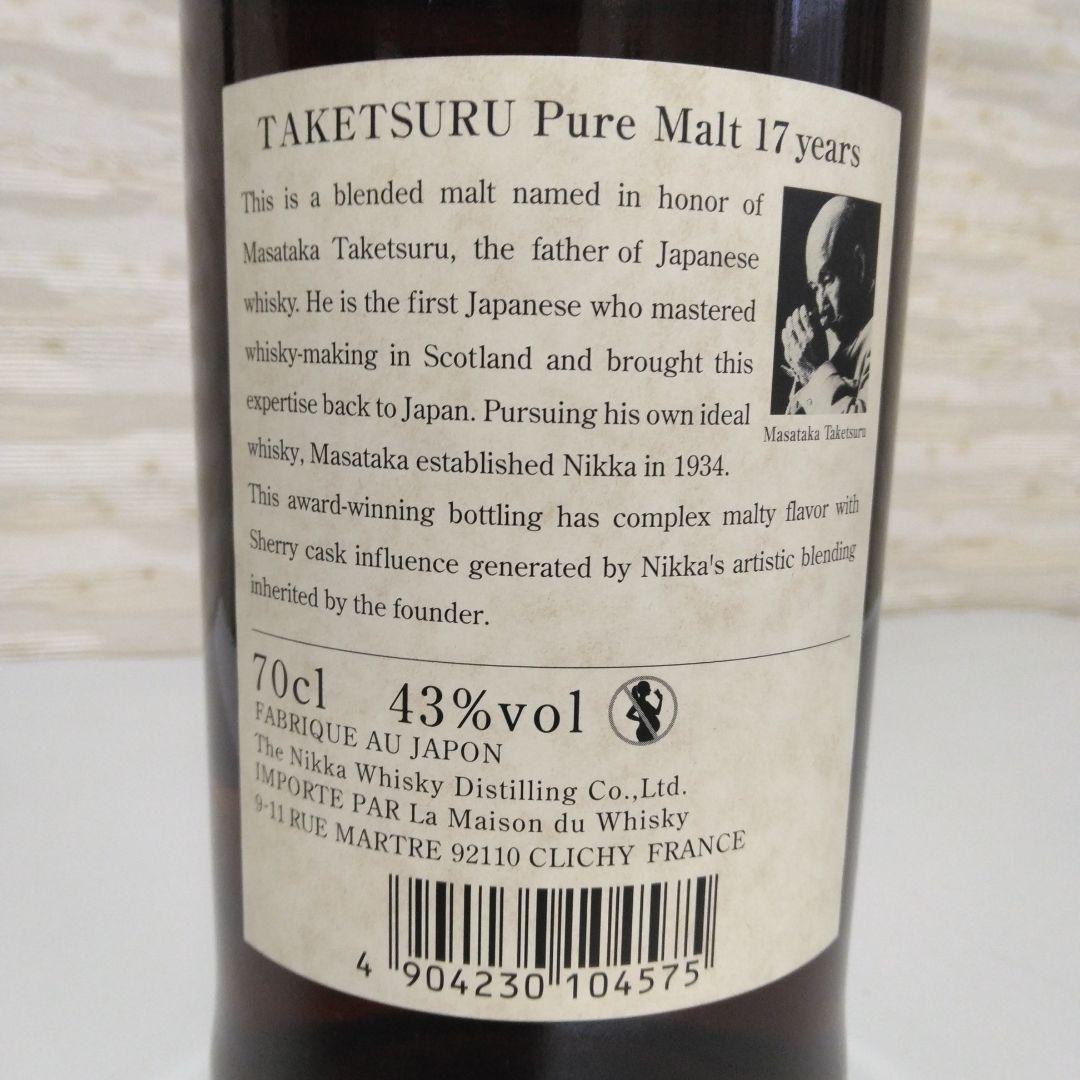 TAKETSURU Pure Malt 17 years
This is a blended malt named in honor of
Masataka Taketsuru, the father of Japanese
whisky. He is the first Japanese who mastered
whisky-making in Scotland and brought this
expertise back to Japan. Pursuing his own ideal
whisky, Masataka established Nikka in 1934.
Masataka Taketsuru
This award-winning bottling has complex malty flavor with
Sherry cask influence generated by Nikka's artistic blending
inherited by the founder.
70cl 43%vol
FABRIQUE AU JAPON
The Nikka Whisky Distilling Co.,Ltd.
IMPORTE PAR La Maison du Whisky
9-11 RUE MARTRE 92110 CLICHY FRANCE
4 904230 104575